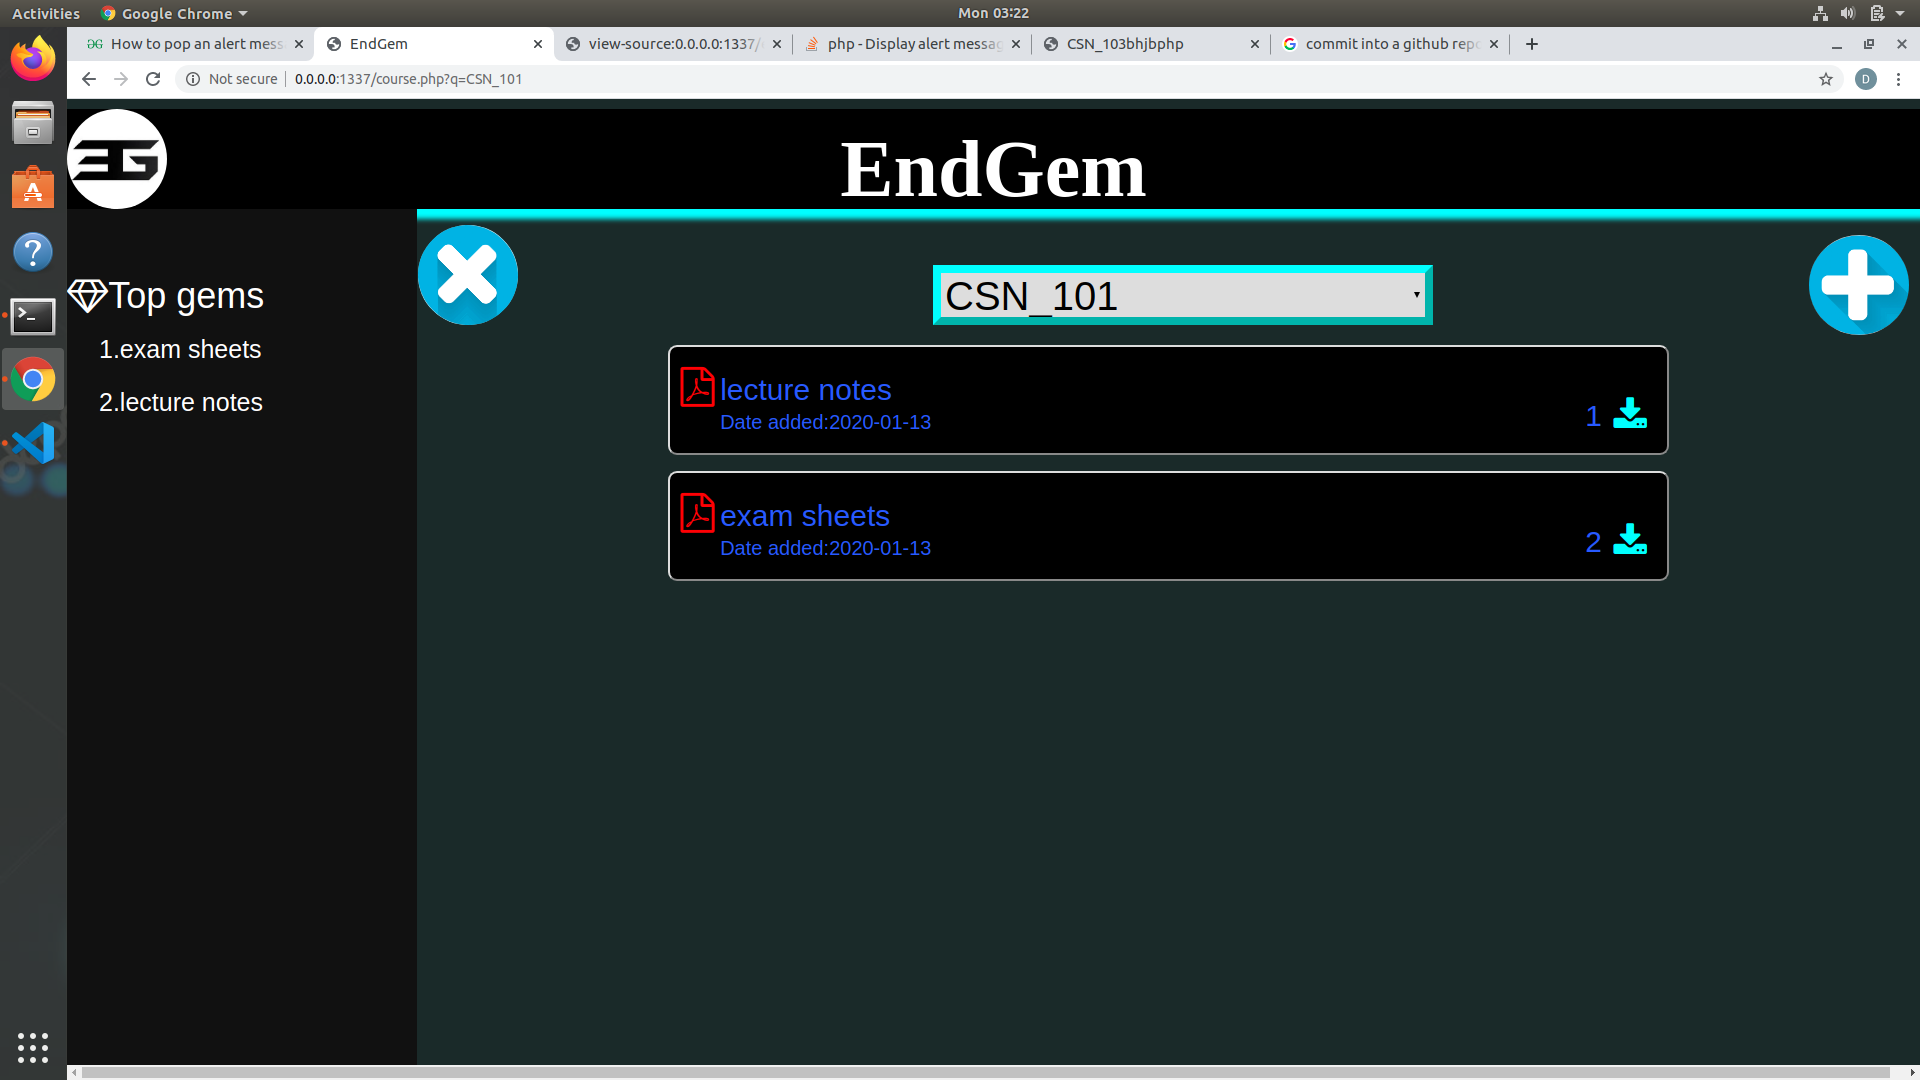 Activities
Google Chrome
Mon 03:22
How to pop an alert mess
EndGem
view-source:0.0.0.0:1337/
php - Display alert messag
CSN_103bhjbphp
commit into a github repo
Not secure
0.0.0.0:1337/course.php?q=CSN_101
D
EG
EndGem
Top gems
1.exam sheets
2.lecture notes
CSN_101
lecture notes
Date added:2020-01-13
1
exam sheets
Date added:2020-01-13
2